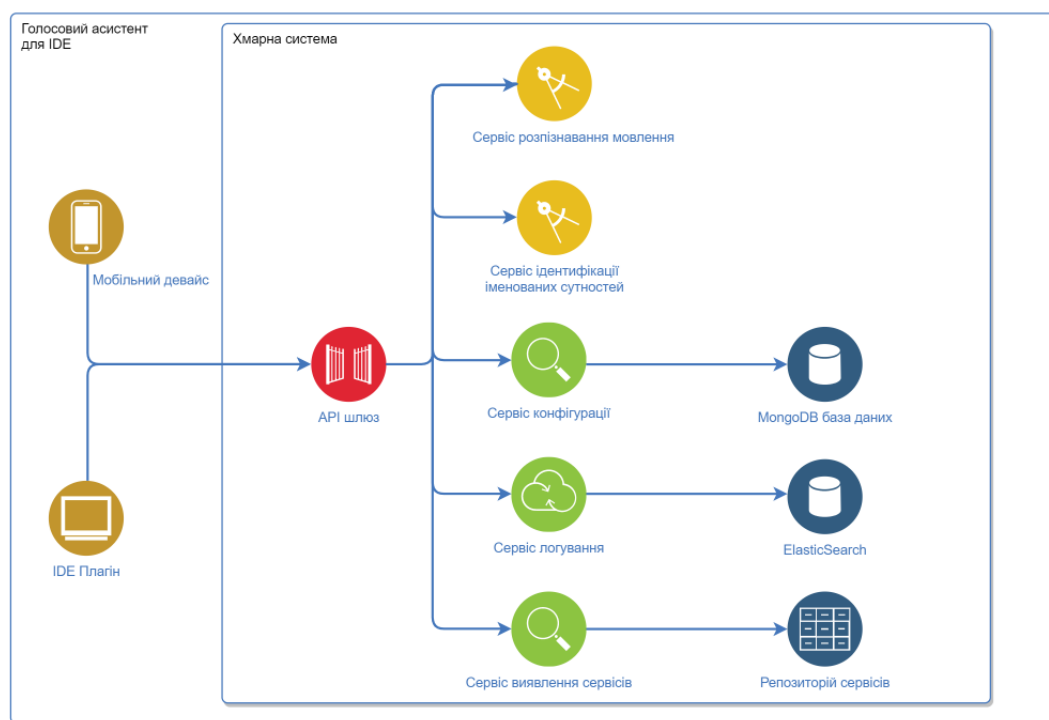 Голосовий асистент
для IDE
Хмарна система
Сервіс розпізнавання мовлення
Сервіс ідентифікації
іменованих сутностей
Мобільний девайс
API шлюз
Сервіс конфігурації
MongoDB база даних
Сервіс логування
ElasticSearch
IDE Плагін
Сервіс виявлення сервісів
Репозиторій сервісів